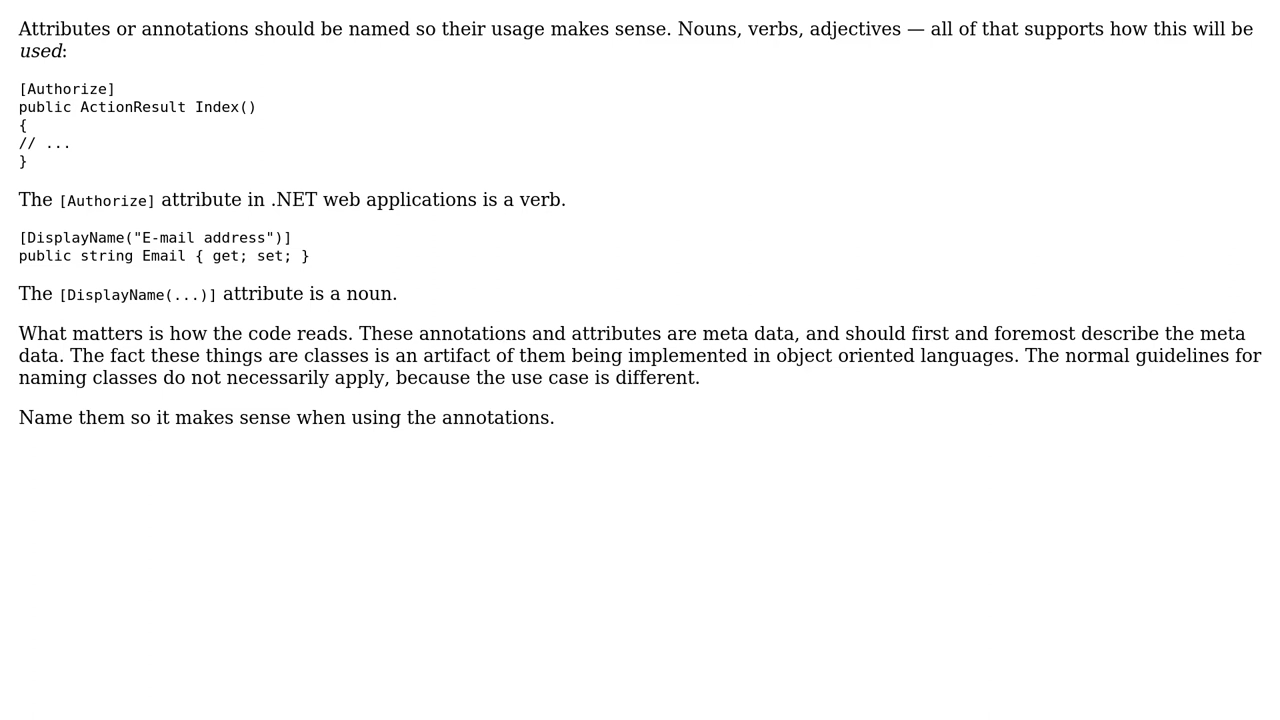 Attributes or annotations should be named so their usage makes sense. Nouns, verbs, adjectives — all of that supports how this will be
used:
[Authorize]
public ActionResult Index()
{
// ...
}
The [Authorize] attribute in .NET web applications is a verb.
[DisplayName("E-mail address")]
public string Email { get; set; }
The [DisplayName(...)] attribute is a noun.
What matters is how the code reads. These annotations and attributes are meta data, and should first and foremost describe the meta
data. The fact these things are classes is an artifact of them being implemented in object oriented languages. The normal guidelines for
naming classes do not necessarily apply, because the use case is different.
Name them so it makes sense when using the annotations.